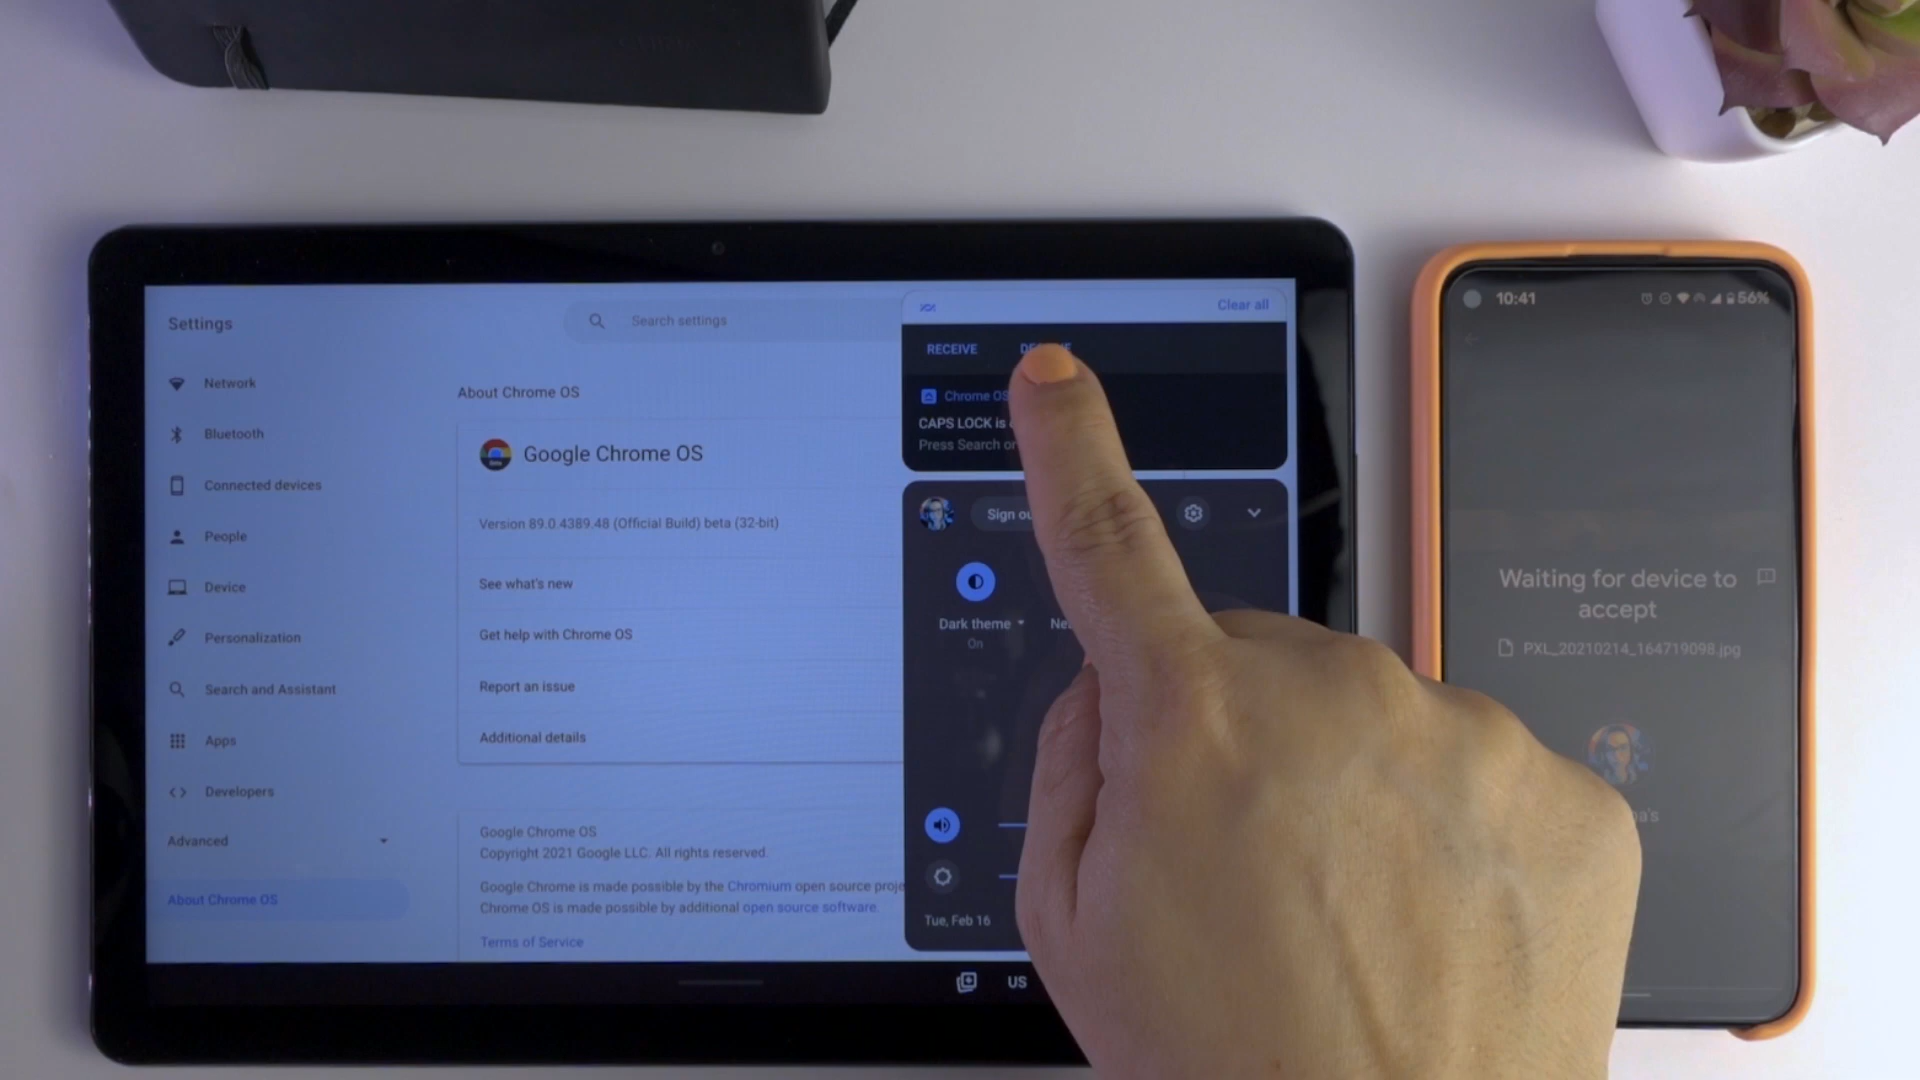 Settings
Search settings
Network
Bluetooth
Connected devices
People
Device
Personalization
Search and Assistant
Apps
Developers
Advanced
About Chrome OS
About Chrome OS
Google Chrome OS
Version 89.0.4389.48 (Official Build) beta (32-bit)
See what's new
Get help with Chrome OS
Report an issue
Additional details
Google Chrome OS
Copyright 2021 Google LLC. All rights reserved.
Google Chrome is made possible by the Chromium open source
Chrome OS is made possible by additional open source software.
Terms of Service
Clear all
RECEIVE
Chrome OS
CAPS LOCK is
Press Search
Sign
Dark theme
On
Tue, Feb 16
US
10:41
56%
Waiting for device to
accept
PXL_20210214_164719098.jpg